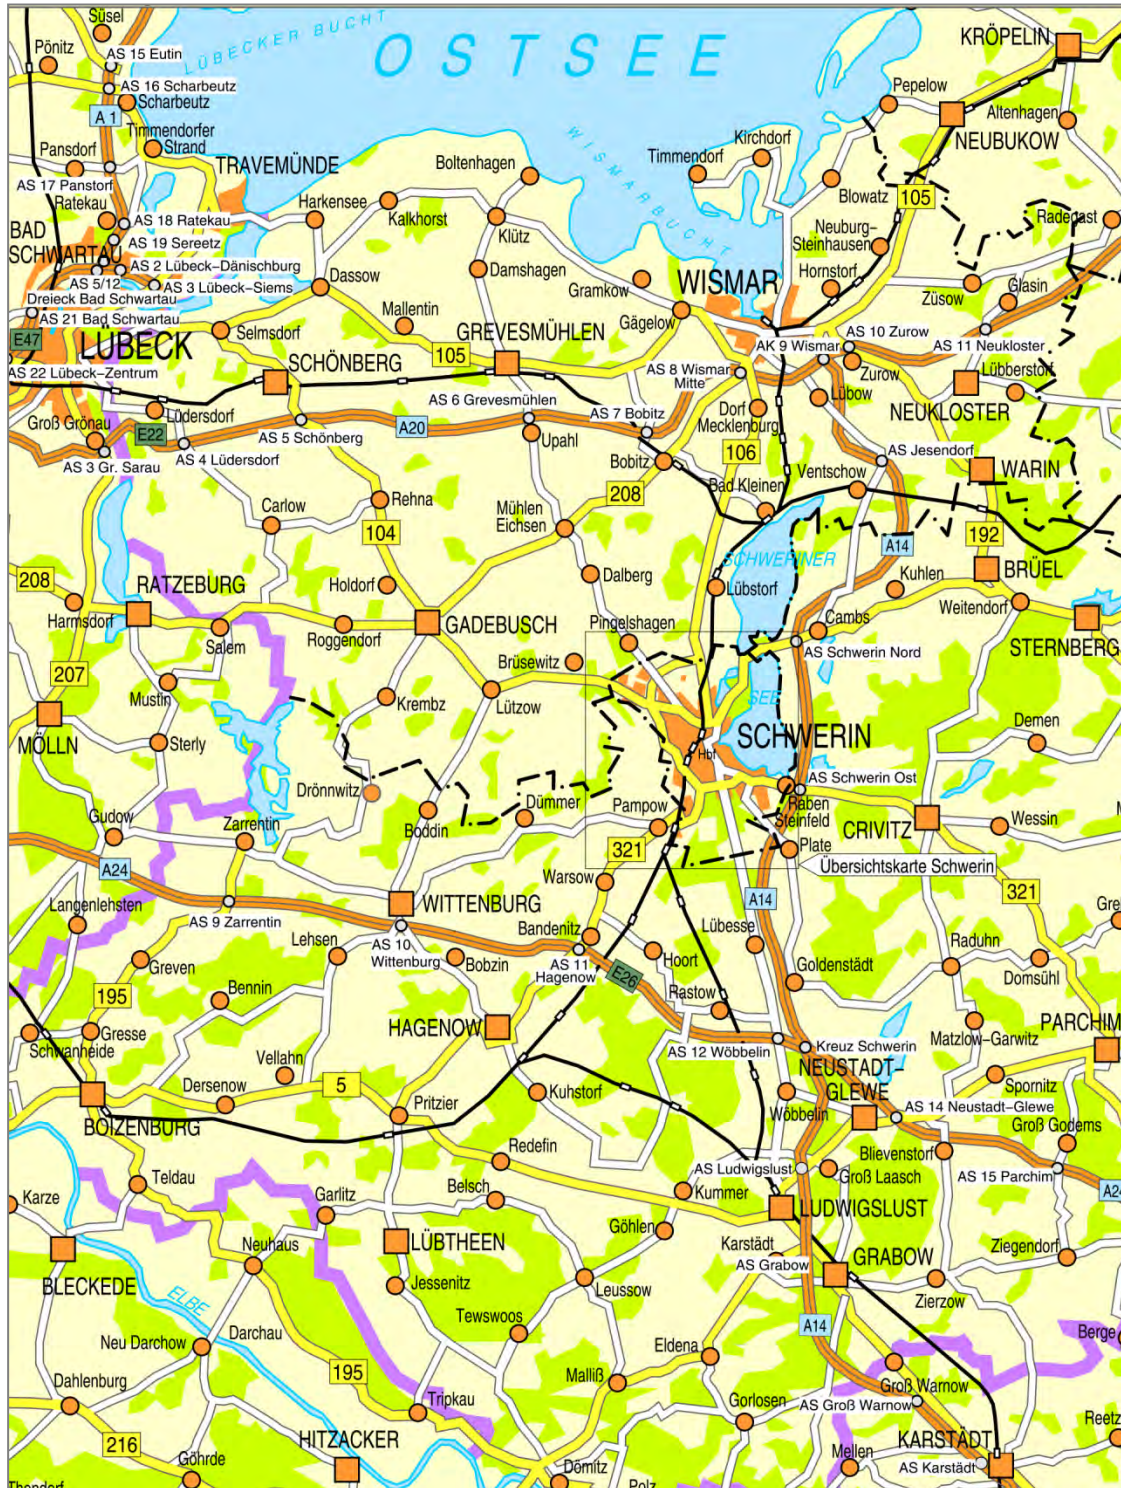 Süsel
OSTSEE
KRÖPELIN
LÜBECKER BUCHT
Pönitz
AS 15 Eutin
AS 16 Scharbeutz
Scharbeutz
Pepelow
Altenhagen
A 1
Timmendorfer
Strand
WISMARBUCHT
Kirchdorf
NEUBUKOW
Pansdorf
TRAVEMÜNDE
Boltenhagen
Timmendorf
AS 17 Panstorf
Blowatz
105
Ratekau
AS 18 Ratekau
Harkensee
Kalkhorst
Klütz
Neuburg-
Steinhausen
Radegast
BAD
SCHWARTAU
AS 19 Sereetz
AS 2 Lübeck-Dänischburg
Damshagen
WISMAR
Hornstorf
AS 5/12
AS 3 Lübeck-Siems
Dassow
Gramkow
Züsow
Glasin
Dreieck Bad Schwartau
AS 21 Bad Schwartau
Mallentin
Gägelow
E47
LÜBECK
Selmsdorf
GREVESMÜHLEN
AS 10 Zurow
AK 9 Wismar
AS 11 Neukloster
105
SCHÖNBERG
AS 22 Lübeck-Zentrum
AS 8 Wismar
Mitte
Zurow
Lübberstorf
Lübow
NEUKLOSTER
Lüdersdorf
AS 6 Grevesmühlen
AS 7 Bobitz
Dorf
Mecklenburg
Groß Grönau
E22
AS 5 Schönberg
A20
Upahl
106
AS Jesendorf
AS 3 Gr. Sarau
AS 4 Lüdersdorf
Bobitz
Ventschow
WARIN
208
Bad Kleinen
Carlow
Rehna
Mühlen
Eichsen
104
A14
192
SCHWERINER
208
RATZEBURG
Holdorf
Dalberg
Lübstorf
Kuhlen
BRÜEL
Harmsdorf
Weitendorf
Salem
Roggendorf
GADEBUSCH
Pingelshagen
Cambs
AS Schwerin Nord
STERNBERG
207
Mustin
Brüsewitz
Krembz
Lützow
SEE
Demen
MÖLLN
Sterly
SCHWERIN
Hbf
AS Schwerin Ost
Drönnwitz
Boddin
Dümmer
Pampow
Raben
Steinfeld
CRIVITZ
Wessin
Gudow
Zarrentin
321
Plate
Übersichtskarte Schwerin
A24
321
Warsow
A14
Langenlehsten
AS 9 Zarrentin
WITTENBURG
Lehsen
AS 10
Wittenburg
Bandenitz
Lübesse
Greven
Bobzin
AS 11
Hagenow
Hoort
Raduhn
Domsühl
Bennin
E26
Goldenstädt
195
Rastow
Gresse
HAGENOW
Matzlow-Garwitz
PARCHIM
Schwanheide
AS 12 Wöbbelin
Kreuz Schwerin
Vellahn
NEUSTADT-
GLEWE
Spornitz
Dersenow
5
Kuhstorf
Pritzier
Wöbbelin
AS 14 Neustadt-Glewe
BOIZENBURG
Groß Godems
Redefin
Blievenstorf
AS Ludwigslust
AS 15 Parchim
Groß Laasch
Teldau
Karze
Garlitz
Belsch
Kummer
A24
LUDWIGSLUST
LÜBTHEEN
Göhlen
Karstädt
AS Grabow
GRABOW
Ziegendorf
Neuhaus
BLECKEDE
ELBE
Jessenitz
Leussow
Zierzow
Tewswoos
A14
Neu Darchow
Darchau
Eldena
Berge
Dahlenburg
195
Malliß
Groß Warnow
Tripkau
Gorlosen
AS Groß Warnow
Reetz
216
HITZACKER
KARSTÄDT
Göhrde
Dömitz
Mellen
AS Karstädt